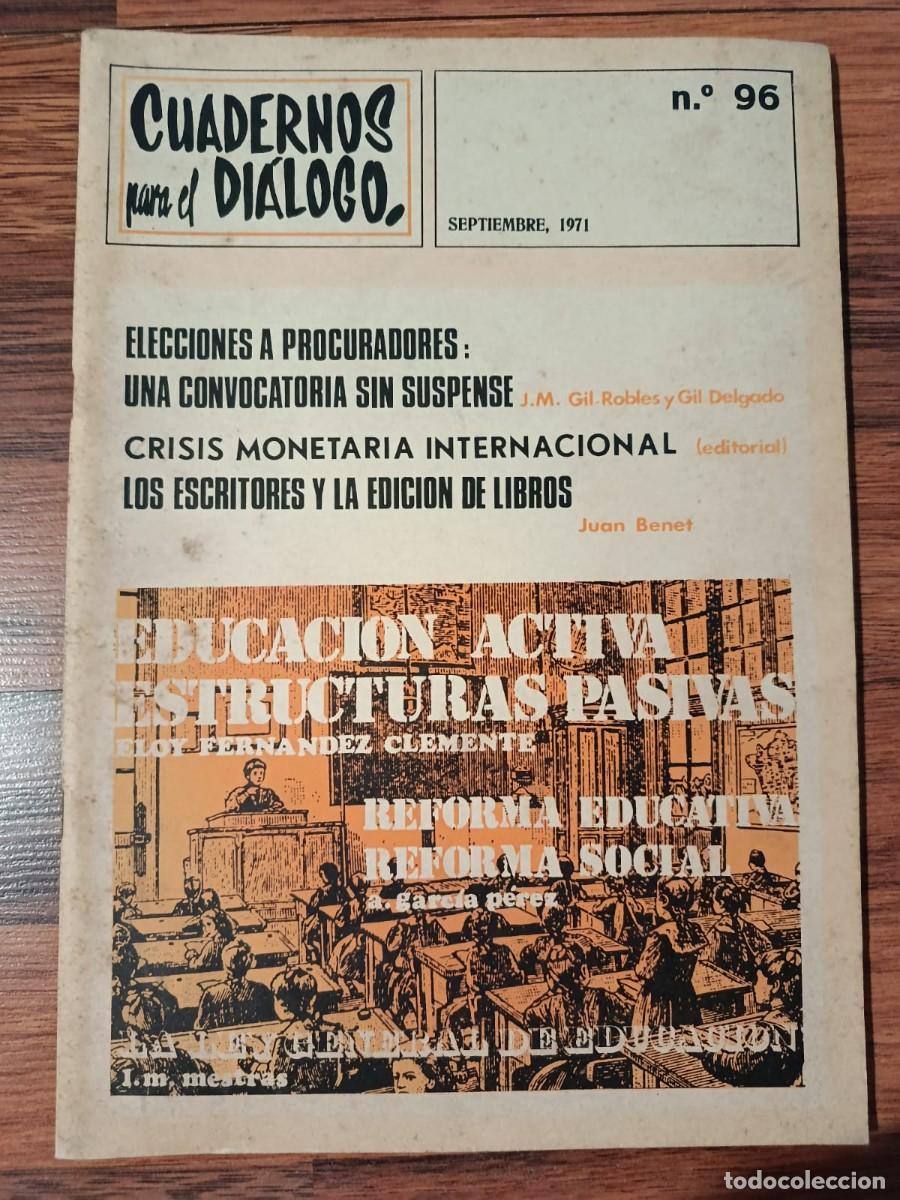 CUADERNOS
para el DIÁLOGO.
n.º 96
SEPTIEMBRE, 1971
ELECCIONES A PROCURADORES:
UNA CONVOCATORIA SIN SUSPENSE J.M. Gil-Robles y Gil Delgado
CRISIS MONETARIA INTERNACIONAL (editorial)
LOS ESCRITORES Y LA EDICION DE LIBROS
Juan Benet
EDUCACION ACTIVA
ESTRUCTURAS PASIVAS
ELOY FERNANDEZ CLEMENTE
REFORMA EDUCATIVA
REFORMA SOCIAL
a. garcía pérez
LA LEY GENERAL DE EDUCACION
l.m. mestras
todocoleccion